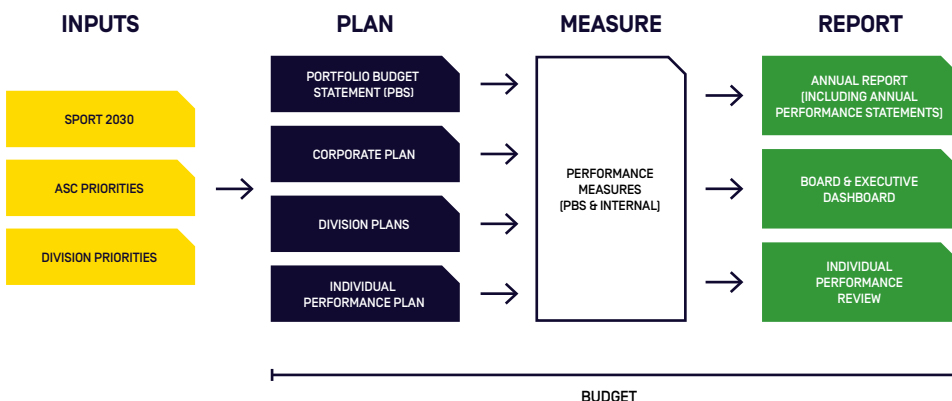 INPUTS
PLAN
MEASURE
REPORT
SPORT 2030
ASC PRIORITIES
DIVISION PRIORITIES
PORTFOLIO BUDGET
STATEMENT (PBS)
CORPORATE PLAN
DIVISION PLANS
INDIVIDUAL
PERFORMANCE PLAN
PERFORMANCE
MEASURES
(PBS & INTERNAL)
ANNUAL REPORT
(INCLUDING ANNUAL
PERFORMANCE STATEMENTS)
BOARD & EXECUTIVE
DASHBOARD
INDIVIDUAL
PERFORMANCE
REVIEW
BUDGET